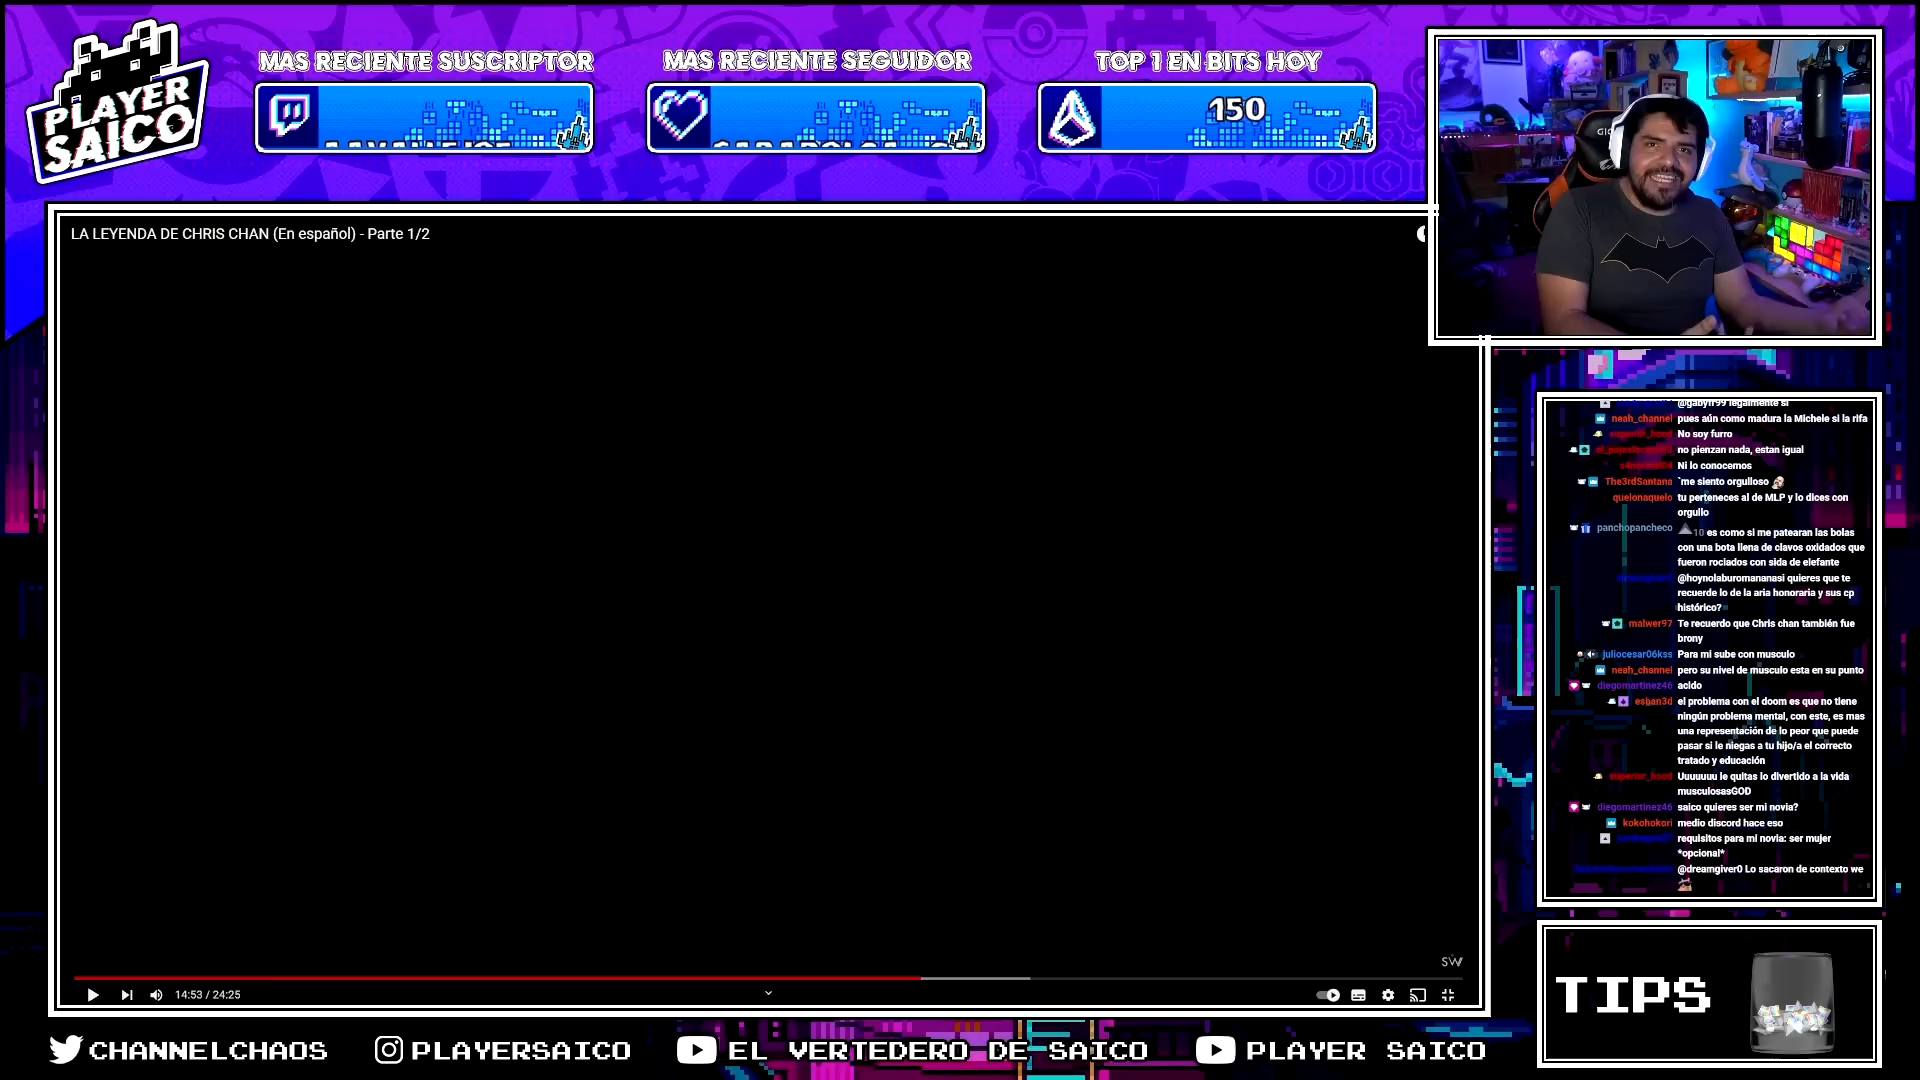 PLAYER
SAICO
MAS RECIENTE SUSCRIPTOR
MAS RECIENTE SEGUIDOR
TOP 1 EN BITS HOY
150
LA LEYENDA DE CHRIS CHAN (En español) - Parte 1/2
@gabyff99 legalmente si
neah_channel pues aún como madura la Michele si la rifa
superior_hoed No soy furro
no pienzan nada, estan igual
Ni lo conocemos
The3rdSantana `me siento orgulloso
quelonaquelo tu perteneces al de MLP y lo dices con
orgullo
panchopancheco 10 es como si me patearan las bolas
con una bota llena de clavos oxidados que
fueron rociados con sida de elefante
@hoynolaburomananasi quieres que te
recuerde lo de la aria honoraria y sus cp
histórico?
malwer97 Te recuerdo que Chris chan también fue
brony
juliocesar06kss Para mi sube con musculo
neah_channel pero su nivel de musculo esta en su punto
diegomartinez46 acido
esban3d el problema con el doom es que no tiene
ningún problema mental, con este, es mas
una representación de lo peor que puede
pasar si le niegas a tu hijo/a el correcto
tratado y educación
superior_hoed Uuuuuuu le quitas lo divertido a la vida
musculosasGOD
diegomartinez46 saico quieres ser mi novia?
kokohokori medio discord hace eso
requisitos para mi novia: ser mujer
*opcional*
@dreamgiver0 Lo sacaron de contexto we
SW
14:53 / 24:25
TIPS
CHANNELCHAOS
PLAYERSAICO
EL VERTEDERO DE SAICO
PLAYER SAICO